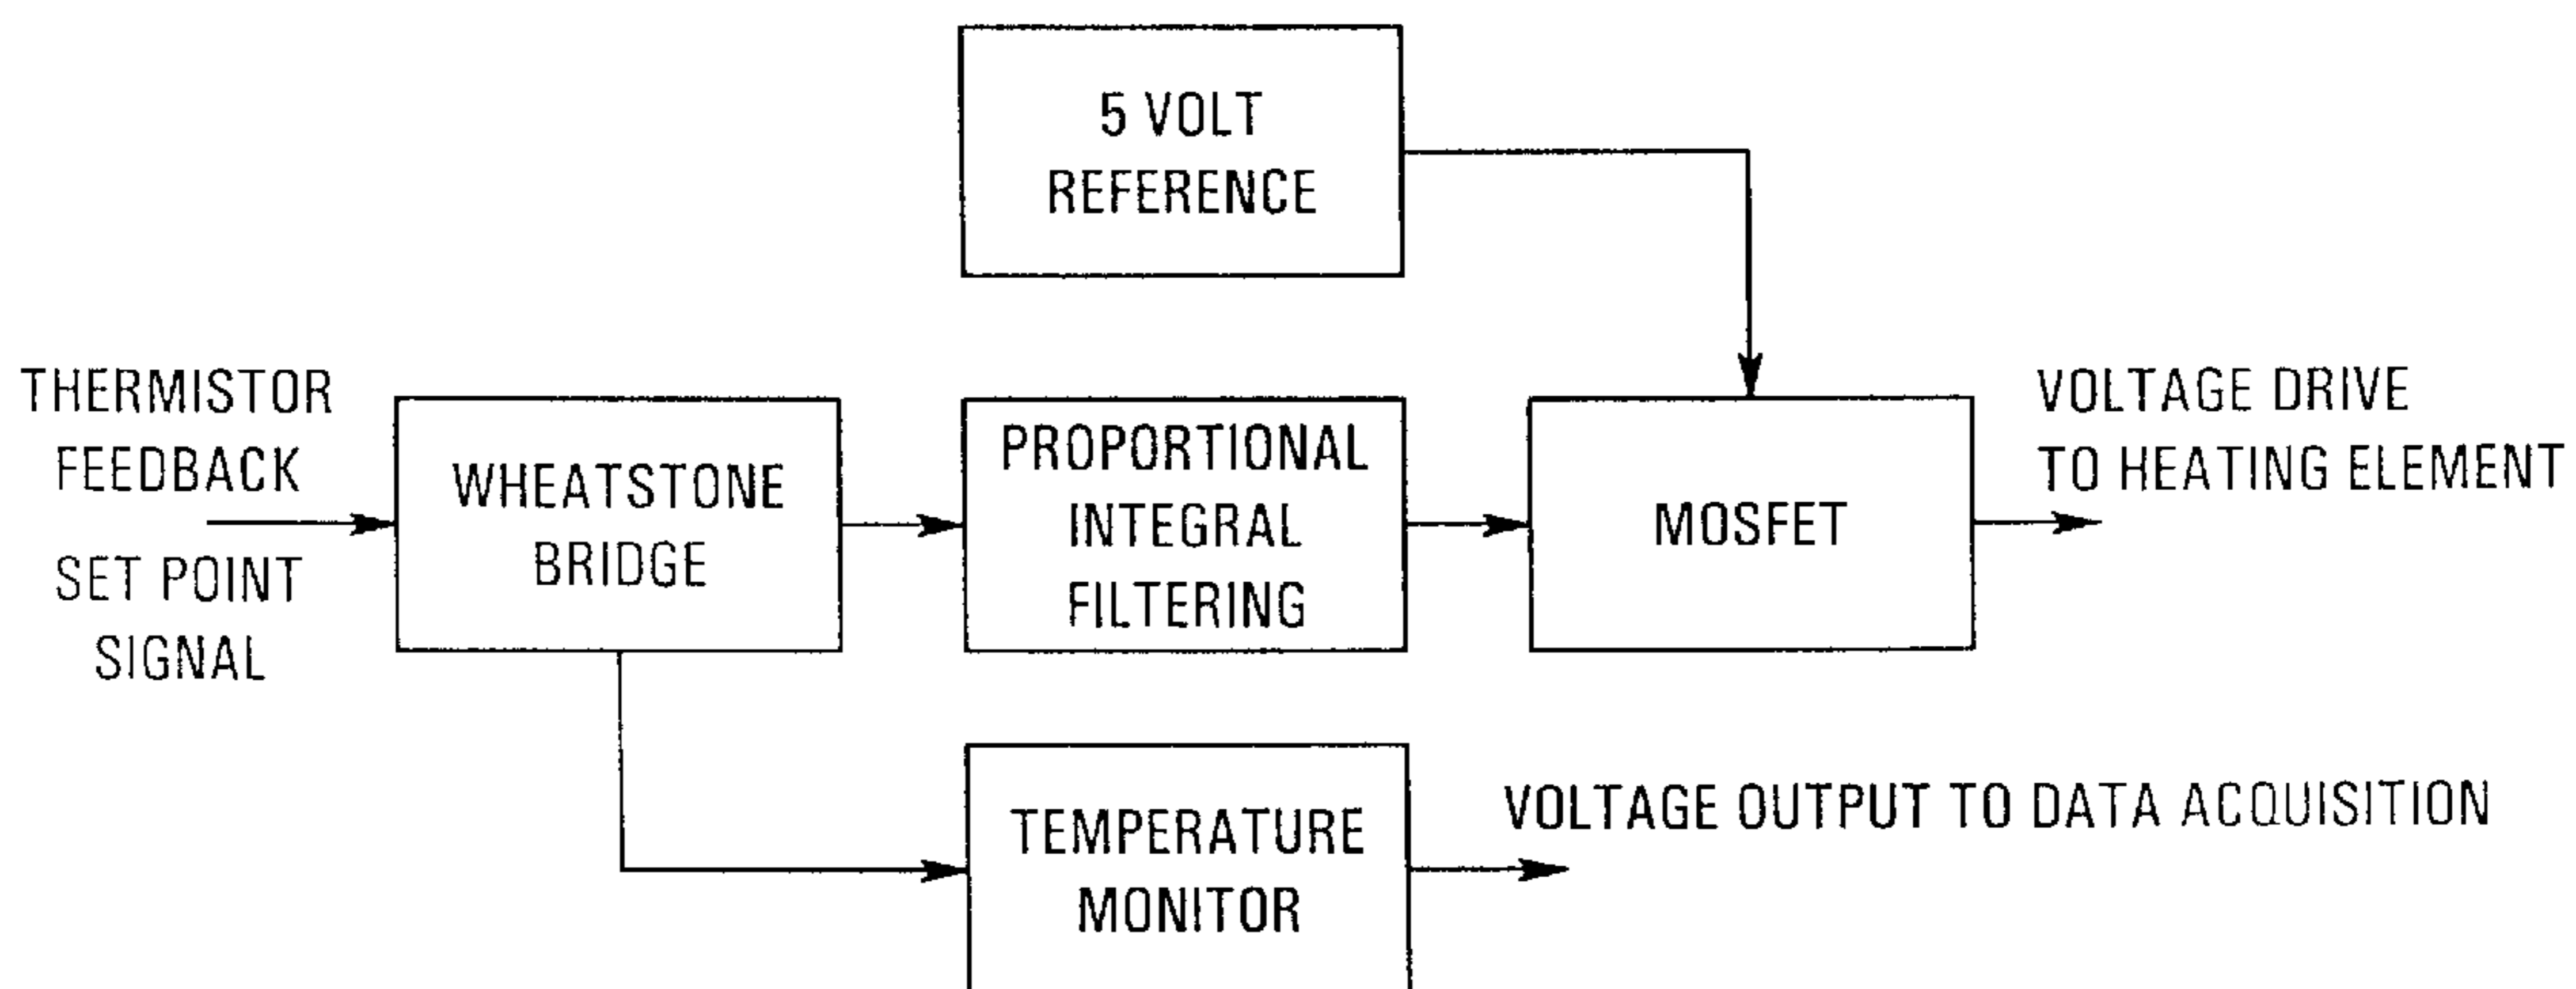 5 VOLT
REFERENCE
THERMISTOR
FEEDBACK
SET POINT
SIGNAL
WHEATSTONE
BRIDGE
PROPORTIONAL
INTEGRAL
FILTERING
MOSFET
VOLTAGE DRIVE
TO HEATING ELEMENT
TEMPERATURE
MONITOR
VOLTAGE OUTPUT TO DATA ACQUISITION